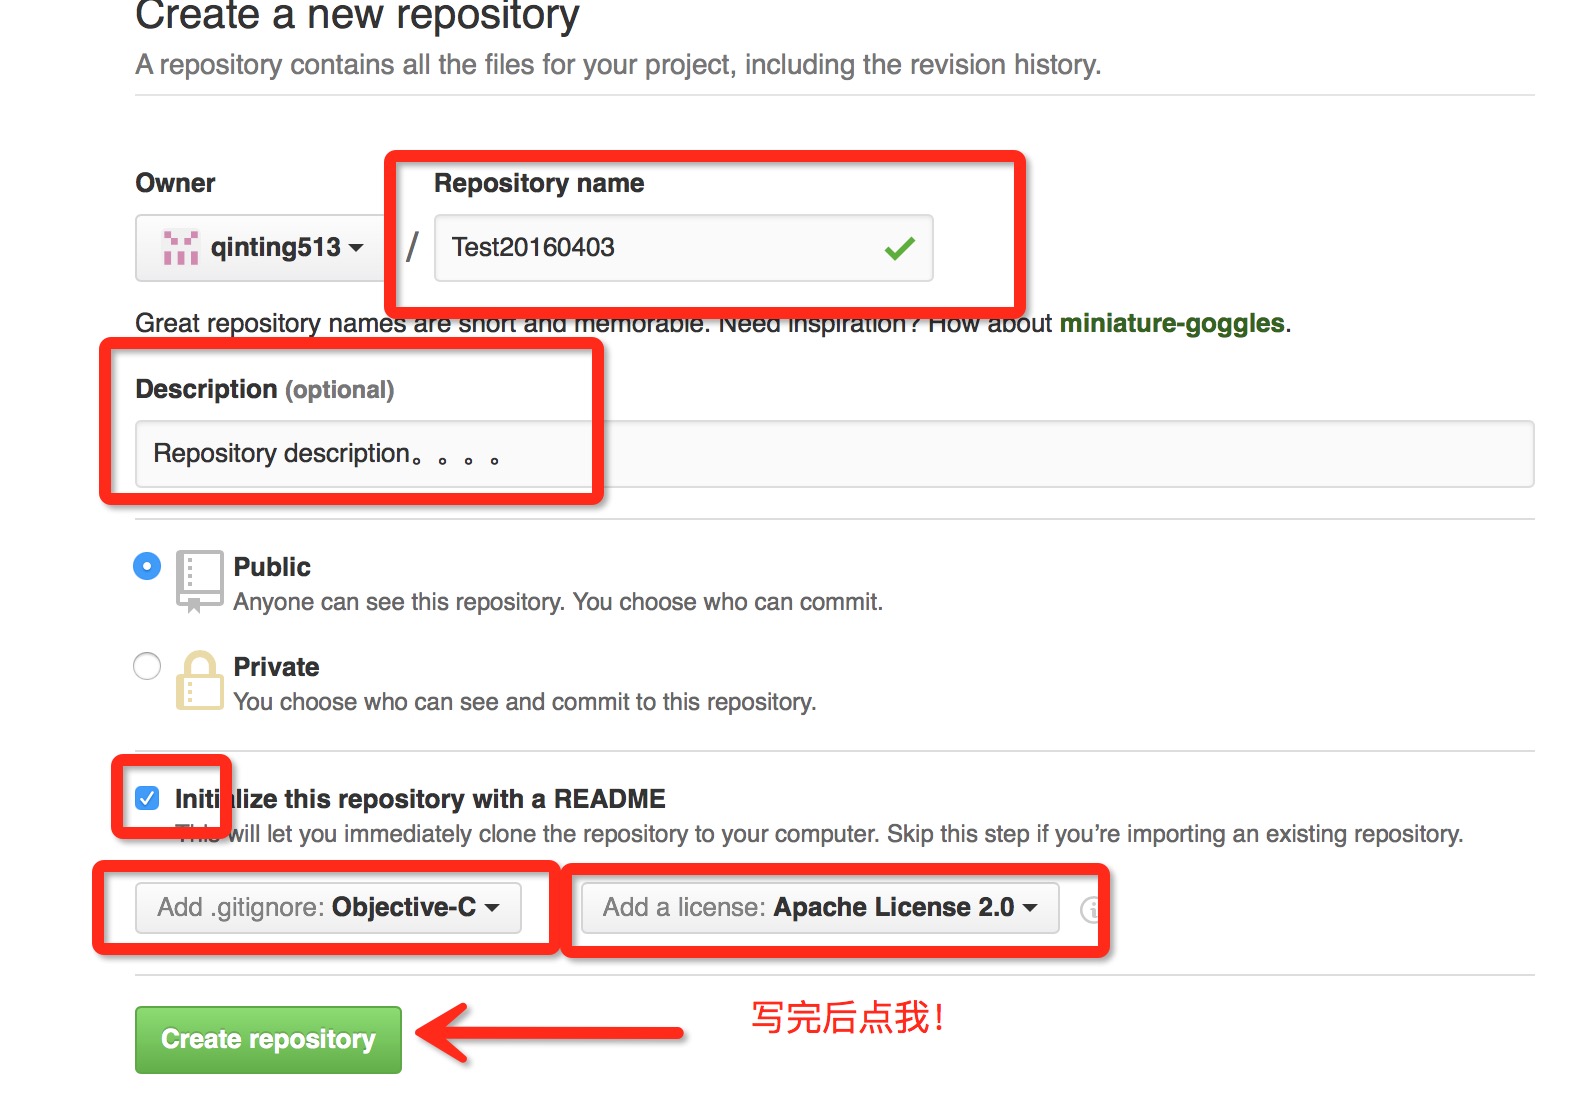 Create a new repository
A repository contains all the files for your project, including the revision history.
Owner
Repository name
qinting513 / Test20160403
Great repository names are short and memorable. Need inspiration? How about miniature-goggles.
Description (optional)
Repository description。。。。
Public
Anyone can see this repository. You choose who can commit.
Private
You choose who can see and commit to this repository.
Initialize this repository with a README
This will let you immediately clone the repository to your computer. Skip this step if you’re importing an existing repository.
Add .gitignore: Objective-C
Add a license: Apache License 2.0
Create repository
写完后点我！